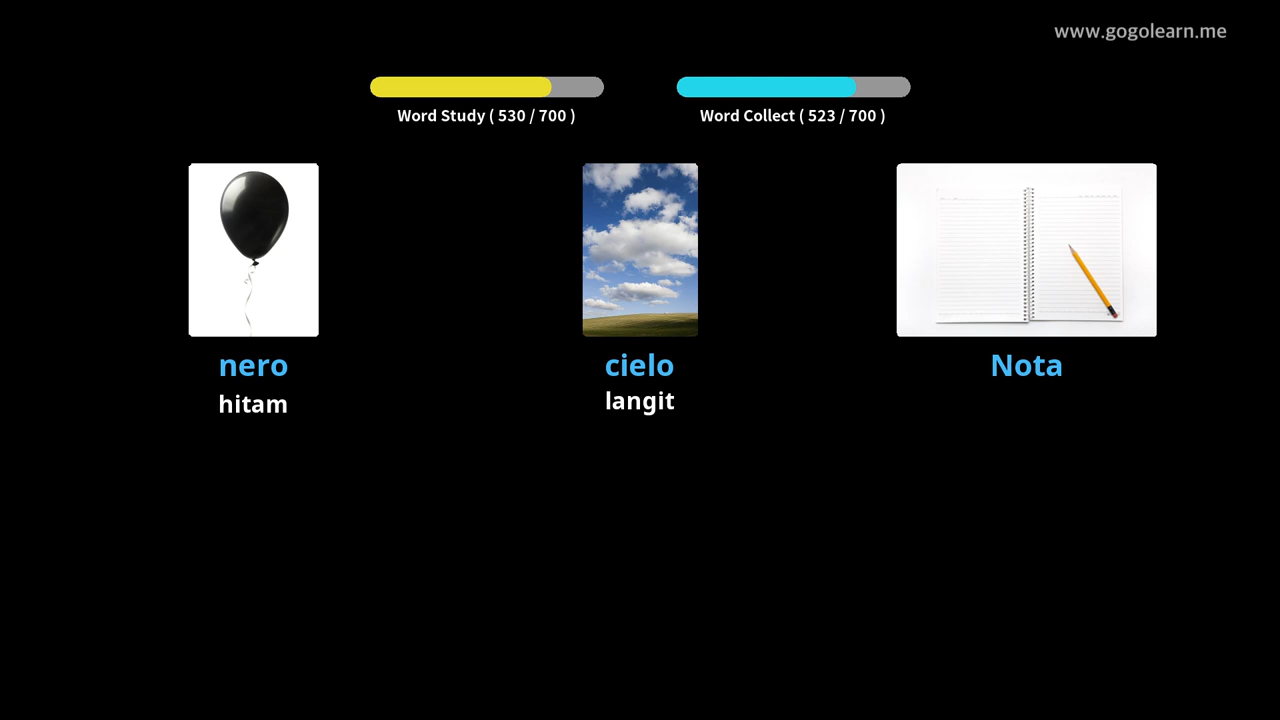 www.gogolearn.me
Word Study ( 530 / 700 )
Word Collect ( 523 / 700 )
nero
hitam
cielo
langit
Nota